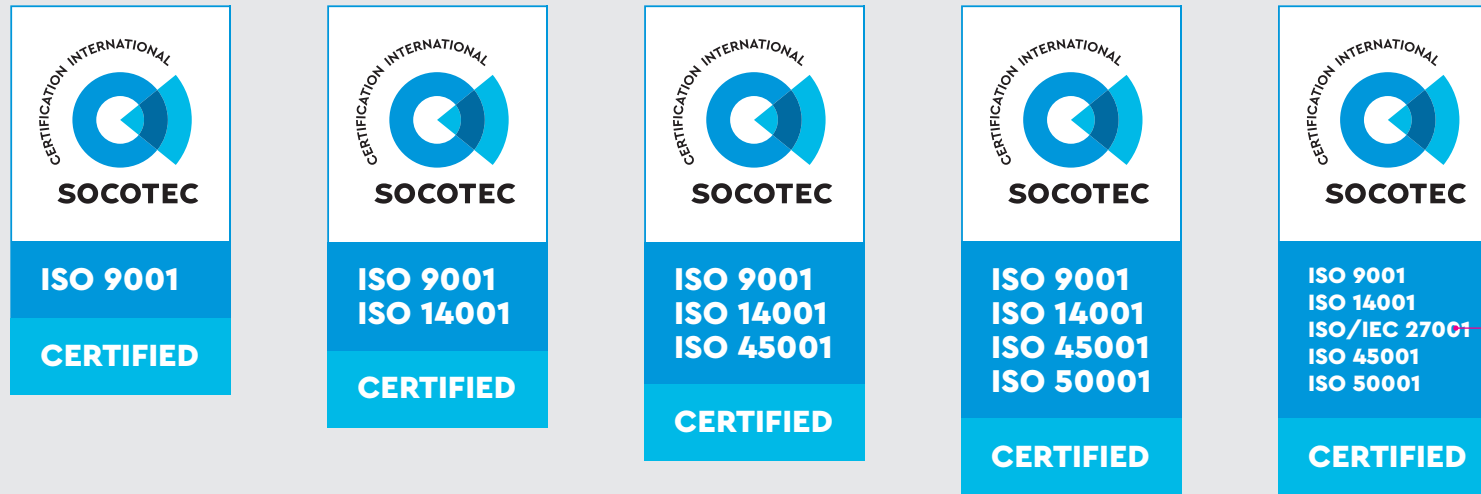 CERTIFICATION INTERNATIONAL
SOCOTEC
ISO 9001
CERTIFIED
CERTIFICATION INTERNATIONAL
SOCOTEC
ISO 9001
ISO 14001
CERTIFIED
CERTIFICATION INTERNATIONAL
SOCOTEC
ISO 9001
ISO 14001
ISO 45001
CERTIFIED
CERTIFICATION INTERNATIONAL
SOCOTEC
ISO 9001
ISO 14001
ISO 45001
ISO 50001
CERTIFIED
CERTIFICATION INTERNATIONAL
SOCOTEC
ISO 9001
ISO 14001
ISO/IEC 27001
ISO 45001
ISO 50001
CERTIFIED